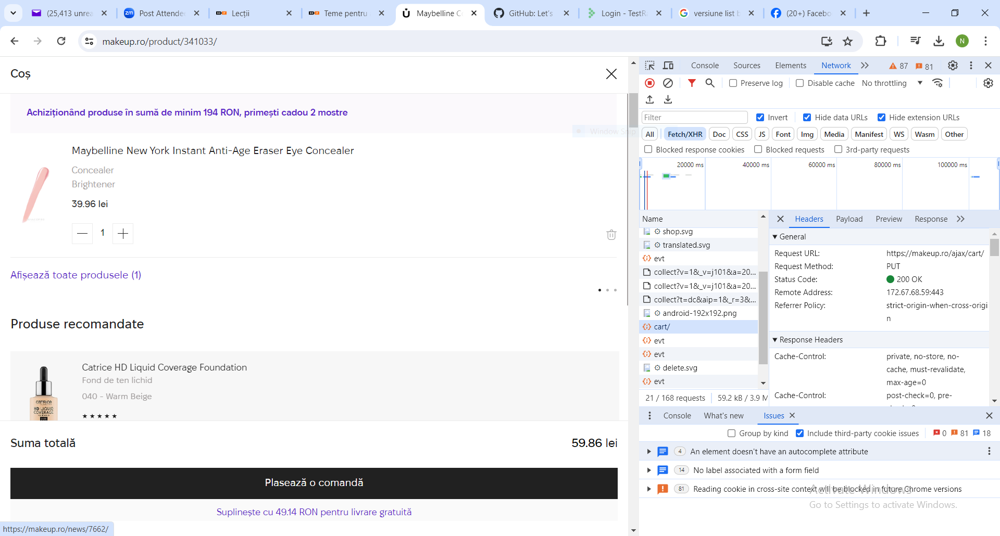 (25,413 unrea
Post Attende
Lecții
Teme pentru
Maybelline C
GitHub: Let's
Login - TestRa
versiune list b
(20+) Facebo
makeup.ro/product/341033/
N
Coș
Achiziționând produse în sumă de minim 194 RON, primești cadou 2 mostre
Window Snip
Maybelline New York Instant Anti-Age Eraser Eye Concealer
Concealer
Brightener
39.96 lei
1
Afișează toate produsele (1)
Produse recomandate
Catrice HD Liquid Coverage Foundation
Fond de ten lichid
040 - Warm Beige
CATRICE
HD LIQUID
COVERAGE
Suma totală
59.86 lei
Plasează o comandă
Suplinește cu 49.14 RON pentru livrare gratuită
https://makeup.ro/news/7662/
Console Sources Elements Network 87 81
Preserve log Disable cache No throttling
Filter Invert Hide data URLs Hide extension URLs
All Fetch/XHR Doc CSS JS Font Img Media Manifest WS Wasm Other
Blocked response cookies Blocked requests 3rd-party requests
20000 ms 40000 ms 60000 ms 80000 ms 100000 ms
Name
shop.svg
translated.svg
evt
collect?v=1&_v=j101&a=20...
collect?v=1&_v=j101&a=20...
collect?t=dc&aip=1&_r=3&...
android-192x192.png
cart/
evt
evt
delete.svg
evt
21 / 168 requests 59.2 kB / 3.9 M
Headers Payload Preview Response
General
Request URL: https://makeup.ro/ajax/cart/
Request Method: PUT
Status Code: 200 OK
Remote Address: 172.67.68.59:443
Referrer Policy: strict-origin-when-cross-origi
n
Response Headers
Cache-Control: private, no-store, no-
cache, must-revalidate,
max-age=0
Cache-Control: post-check=0, pre-
Console What's new Issues
Group by kind Include third-party cookie issues 0 81 18
4 An element doesn't have an autocomplete attribute
14 No label associated with a form field
81 Reading cookie in cross-site context will be blocked in future Chrome versions
Activate Windows
Go to Settings to activate Windows.